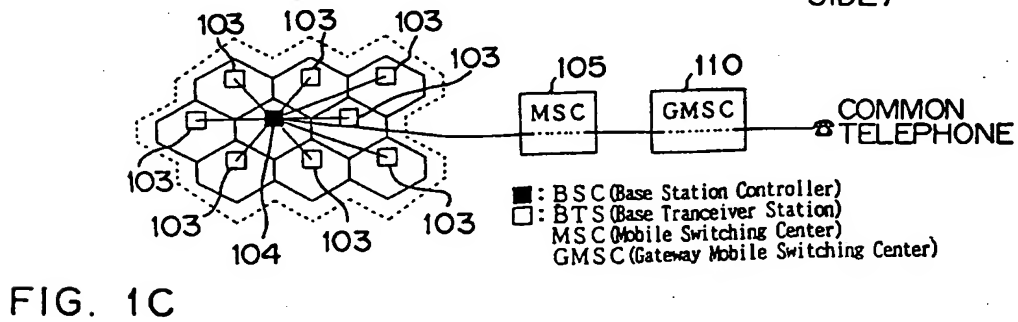 SIDE7
103 103 103
103
105 110
MSC GMSC
COMMON
TELEPHONE
103
103 103 103
104
■: BSC(Base Station Controller)
□: BTS(Base Tranceiver Station)
MSC(Mobile Switching Center)
GMSC(Gateway Mobile Switching Center)
FIG. 1C